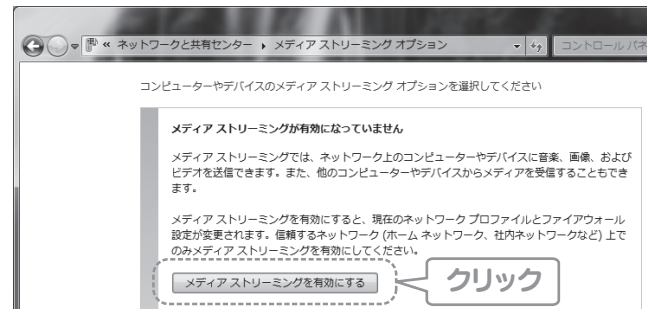 « ネットワークと共有センター ▸ メディア ストリーミング オプション
コントロール パネ
コンピューターやデバイスのメディア ストリーミング オプションを選択してください
メディア ストリーミングが有効になっていません
メディア ストリーミングでは、ネットワーク上のコンピューターやデバイスに音楽、画像、および
ビデオを送信できます。また、他のコンピューターやデバイスからメディアを受信することもでき
ます。
メディア ストリーミングを有効にすると、現在のネットワーク プロファイルとファイアウォール
設定が変更されます。信頼するネットワーク (ホーム ネットワーク、社内ネットワークなど) 上で
のみメディア ストリーミングを有効にしてください。
メディア ストリーミングを有効にする
クリック